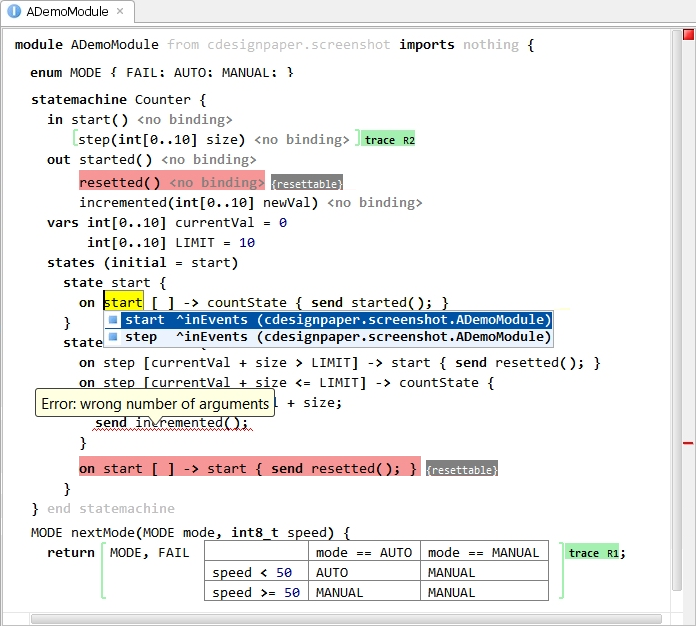 ADemoModule
module ADemoModule from cdesignpaper.screenshot imports nothing {
enum MODE { FAIL: AUTO: MANUAL: }
statemachine Counter {
in start() <no binding>
step(int[0..10] size) <no binding> trace R2
out started() <no binding>
resetted() <no binding> {resettable}
incremented(int[0..10] newVal) <no binding>
vars int[0..10] currentVal = 0
int[0..10] LIMIT = 10
states (initial = start)
state start {
on start [ ] -> countState { send started(); }
start ^inEvents (cdesignpaper.screenshot.ADemoModule)
}
step ^inEvents (cdesignpaper.screenshot.ADemoModule)
state
on step [currentVal + size > LIMIT] -> start { send resetted(); }
on step [currentVal + size <= LIMIT] -> countState {
Error: wrong number of arguments
+ size;
send incremented();
}
on start [ ] -> start { send resetted(); } {resettable}
}
} end statemachine
MODE nextMode(MODE mode, int8_t speed) {
return MODE, FAIL mode == AUTO mode == MANUAL trace R1;
speed < 50 AUTO MANUAL
speed >= 50 MANUAL MANUAL